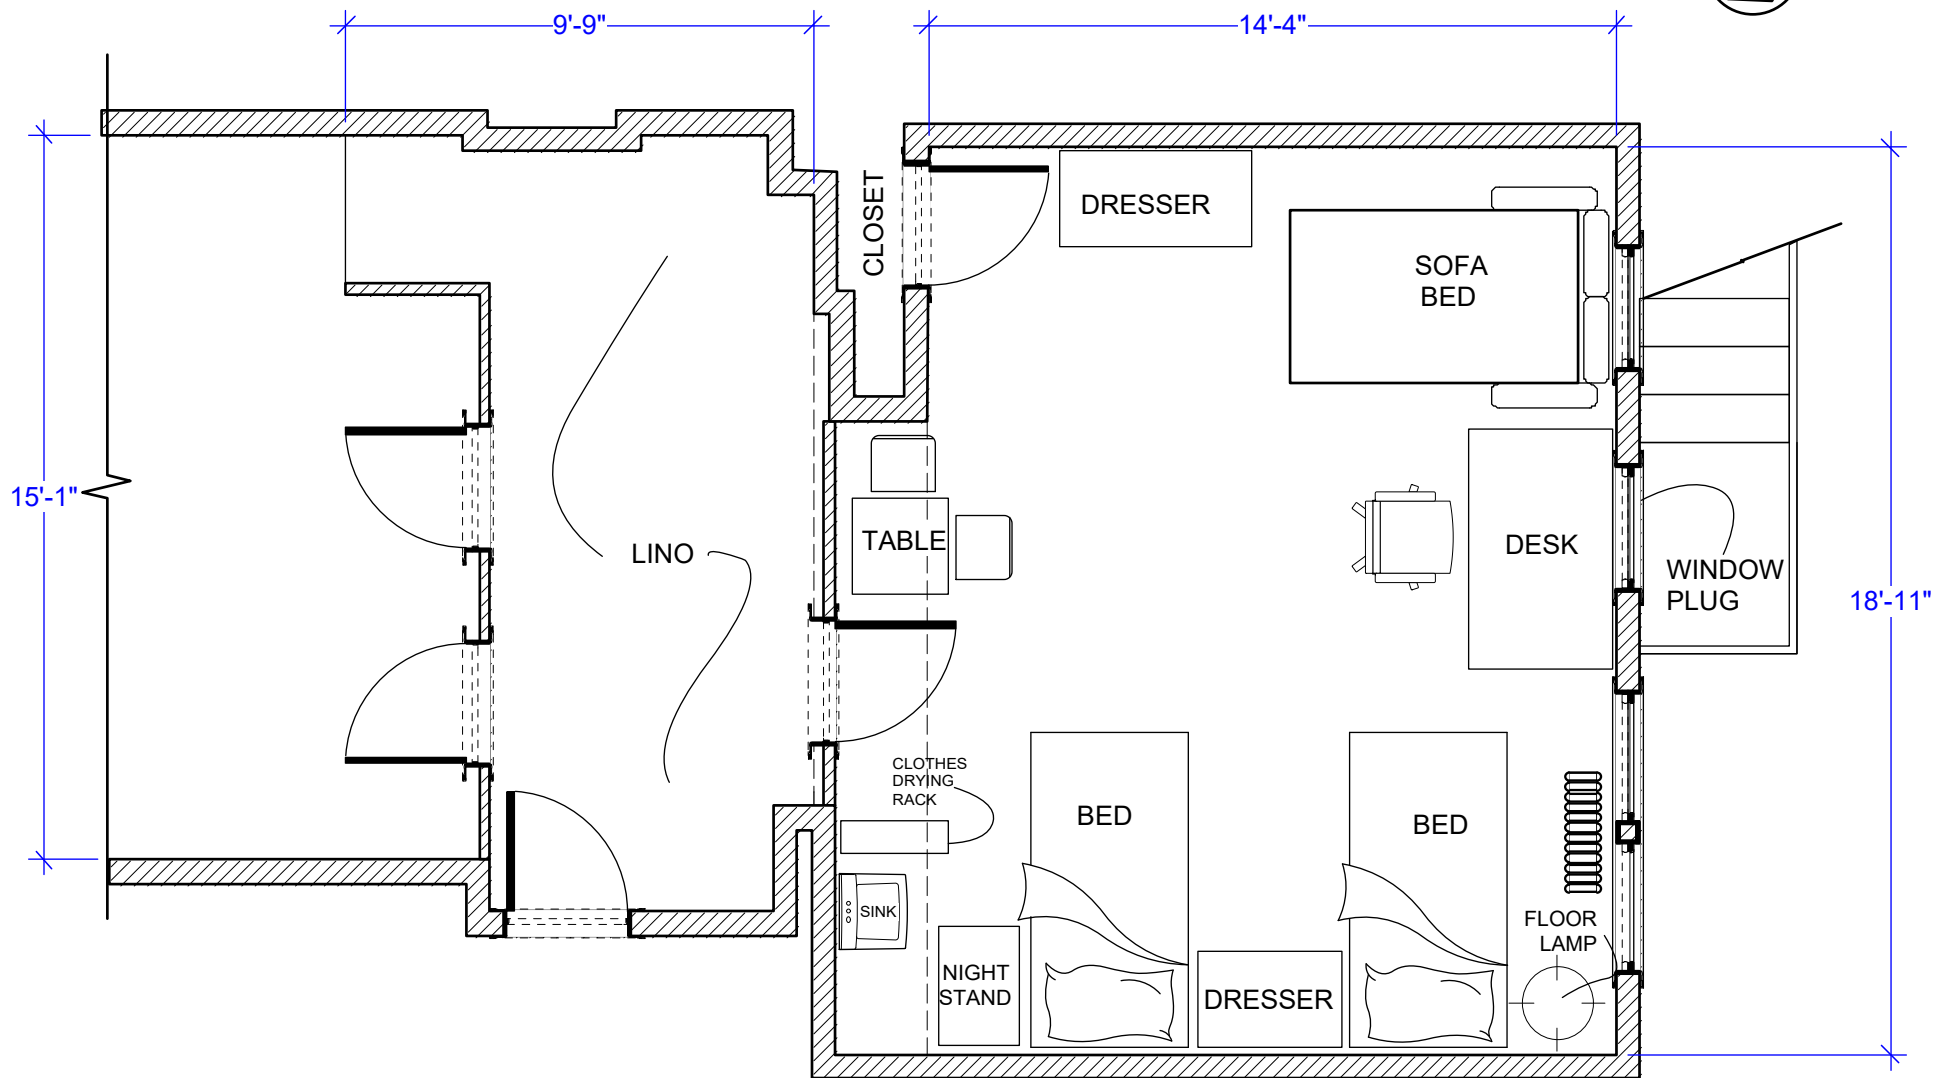 9'-9"
14'-4"
CLOSET
DRESSER
SOFA
BED
15'-1"
TABLE
LINO
DESK
WINDOW
PLUG
18'-11"
CLOTHES
DRYING
RACK
BED
BED
SINK
FLOOR
LAMP
NIGHT
STAND
DRESSER